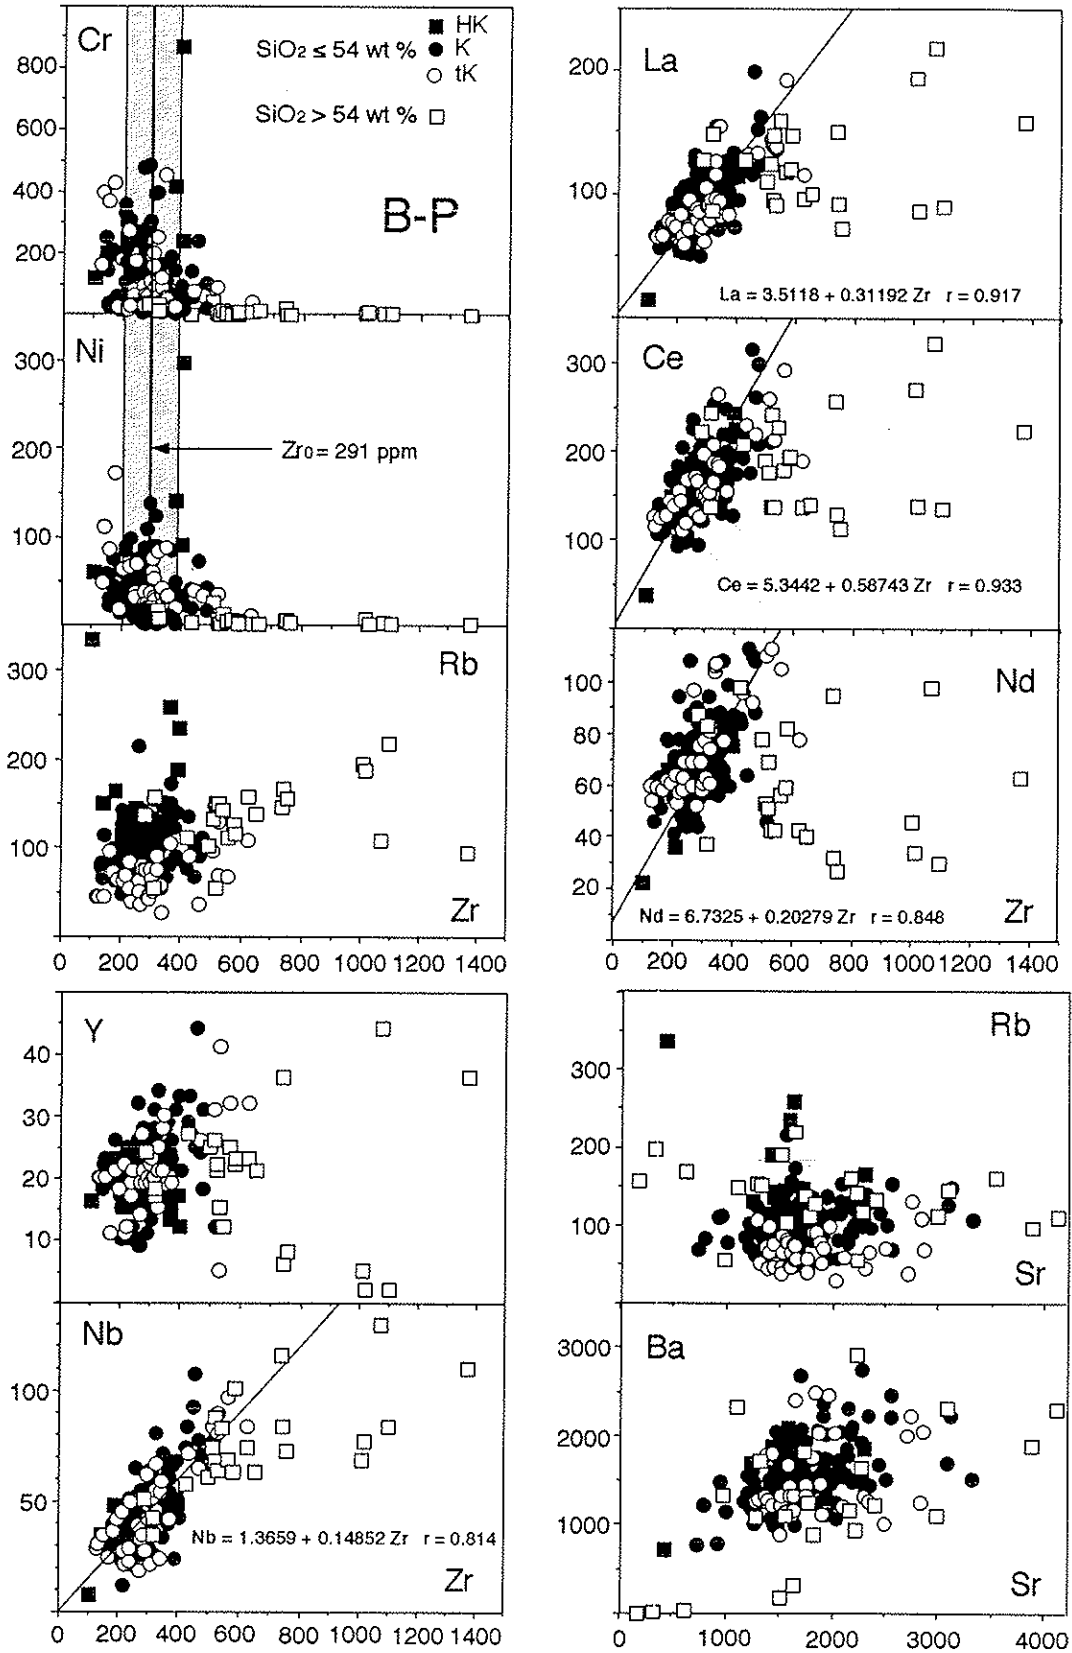 Cr
SiO2 ≤ 54 wt %
HK
K
tK
SiO2 > 54 wt %
B-P
800
600
400
200
Ni
Zr0 = 291 ppm
300
200
100
Rb
300
200
100
Zr
0 200 400 600 800 1000 1200 1400
La
200
100
La = 3.5118 + 0.31192 Zr r = 0.917
Ce
300
200
100
Ce = 5.3442 + 0.58743 Zr r = 0.933
Nd
100
80
60
40
20
Nd = 6.7325 + 0.20279 Zr r = 0.848
Zr
0 200 400 600 800 1000 1200 1400
Y
40
30
20
10
Nb
100
50
Nb = 1.3659 + 0.14852 Zr r = 0.814
Zr
0 200 400 600 800 1000 1200 1400
Rb
300
200
100
Sr
Ba
3000
2000
1000
Sr
0 1000 2000 3000 4000